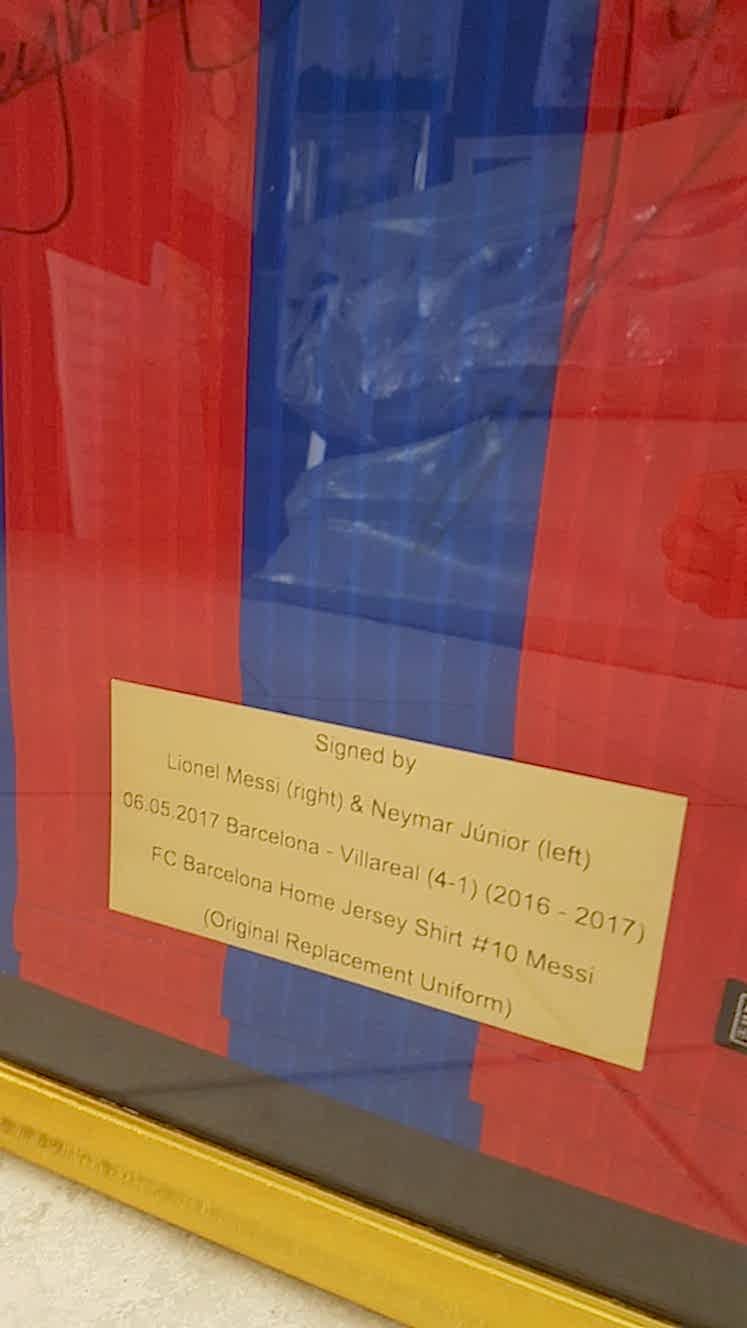 Signed by
Lionel Messi (right) & Neymar Júnior (left)
06.05.2017 Barcelona - Villareal (4-1) (2016 - 2017)
FC Barcelona Home Jersey Shirt #10 Messi
(Original Replacement Uniform)